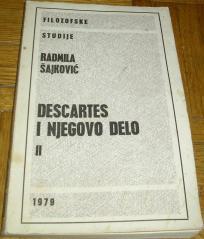 FILOZOFSKE
STUDIJE
RADMILA
ŠAJKOVIĆ
DESCARTES
I NJEGOVO DELO
II
1979